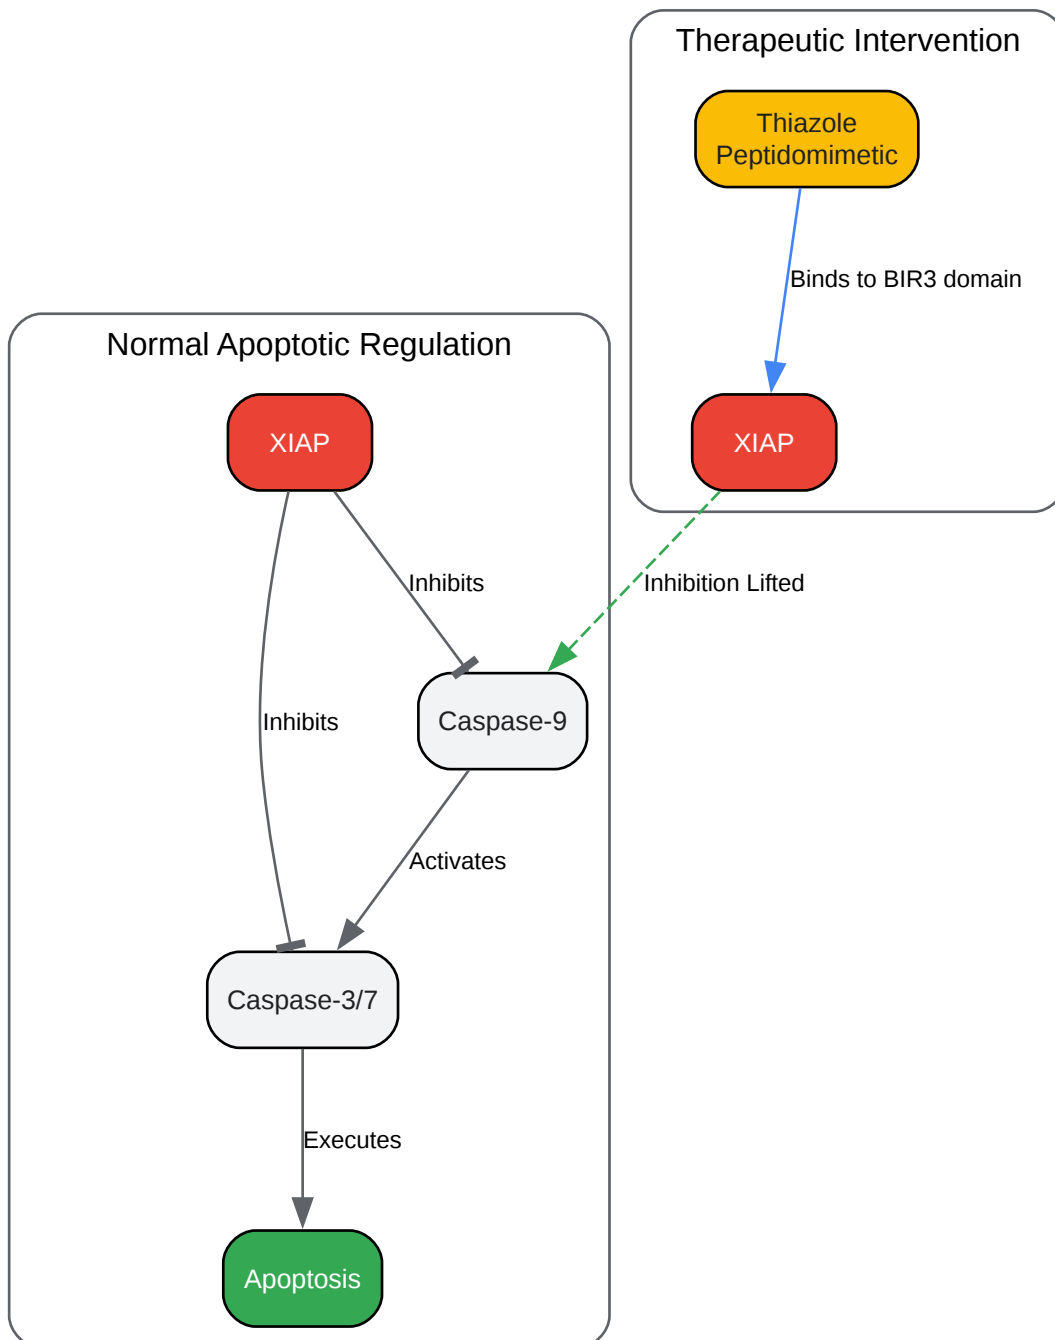 Therapeutic Intervention
Thiazole
Peptidomimetic
Binds to BIR3 domain
XIAP
Inhibition Lifted
Normal Apoptotic Regulation
XIAP
Inhibits
Inhibits
Caspase-9
Activates
Caspase-3/7
Executes
Apoptosis